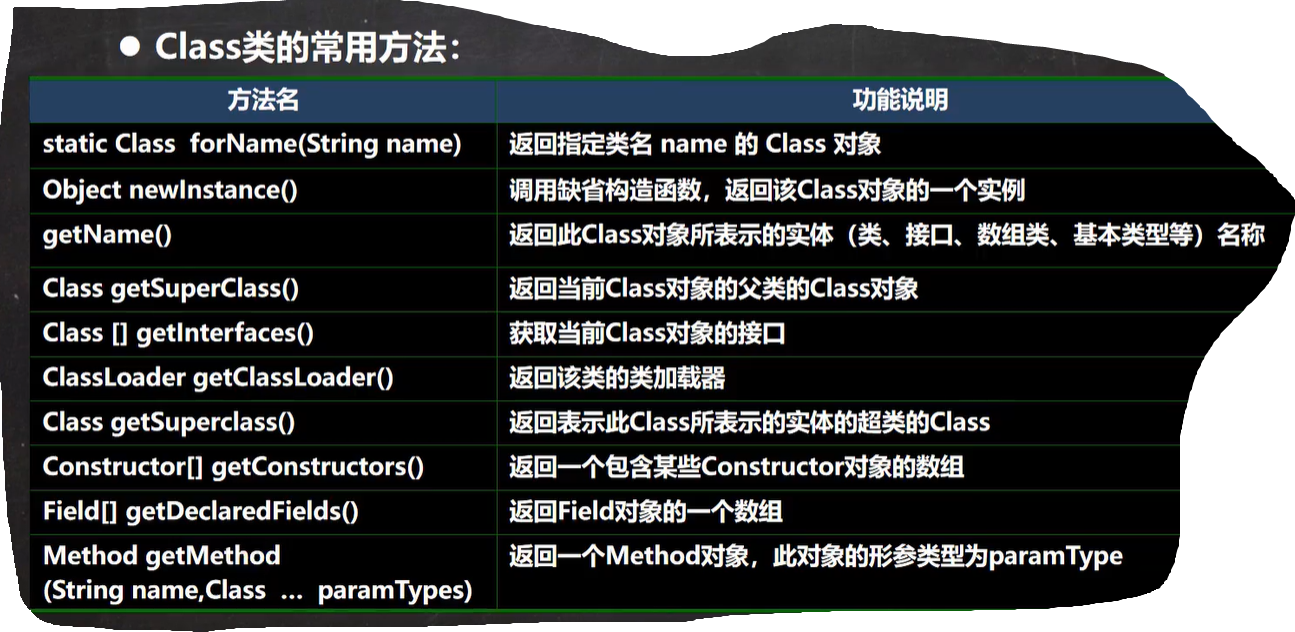 ● Class类的常用方法：
方法名 功能说明
static Class forName(String name) 返回指定类名 name 的 Class 对象
Object newInstance() 调用缺省构造函数，返回该Class对象的一个实例
getName() 返回此Class对象所表示的实体（类、接口、数组类、基本类型等）名称
Class getSuperClass() 返回当前Class对象的父类的Class对象
Class [] getInterfaces() 获取当前Class对象的接口
ClassLoader getClassLoader() 返回该类的类加载器
Class getSuperclass() 返回表示此Class所表示的实体的超类的Class
Constructor[] getConstructors() 返回一个包含某些Constructor对象的数组
Field[] getDeclaredFields() 返回Field对象的一个数组
Method getMethod 返回一个Method对象，此对象的形参类型为paramType
(String name,Class … paramTypes)